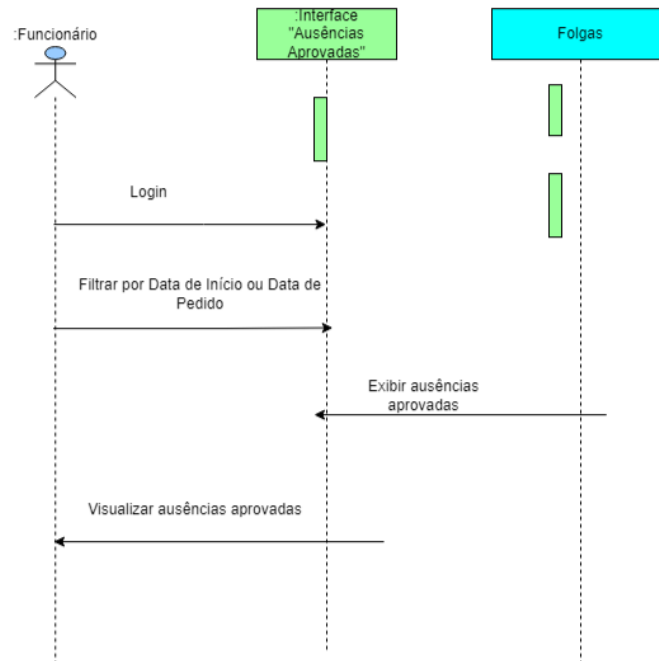 :Funcionário
:Interface
"Ausências
Aprovadas"
Folgas
Login
Filtrar por Data de Início ou Data de
Pedido
Exibir ausências
aprovadas
Visualizar ausências aprovadas